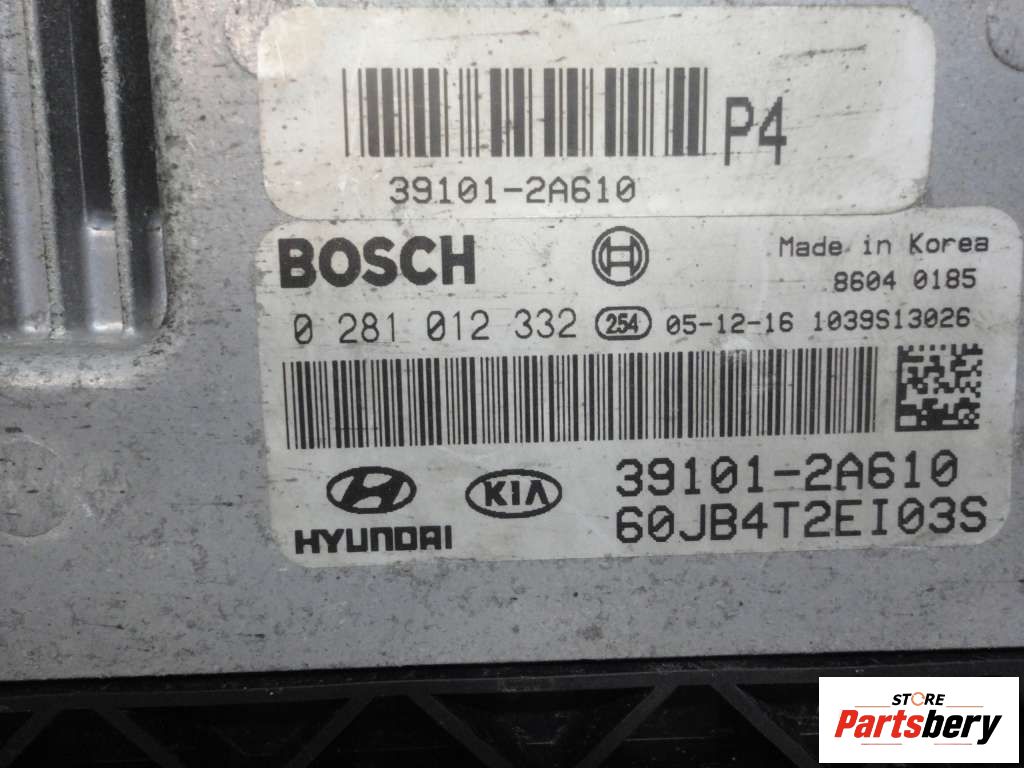 P4
39101-2A610
BOSCH
Made in Korea
8604 0185
0 281 012 332 254 05-12-16 1039S13026
39101-2A610
KIA
HYUNDAI
60JB4T2EI03S
STORE
Partsbery